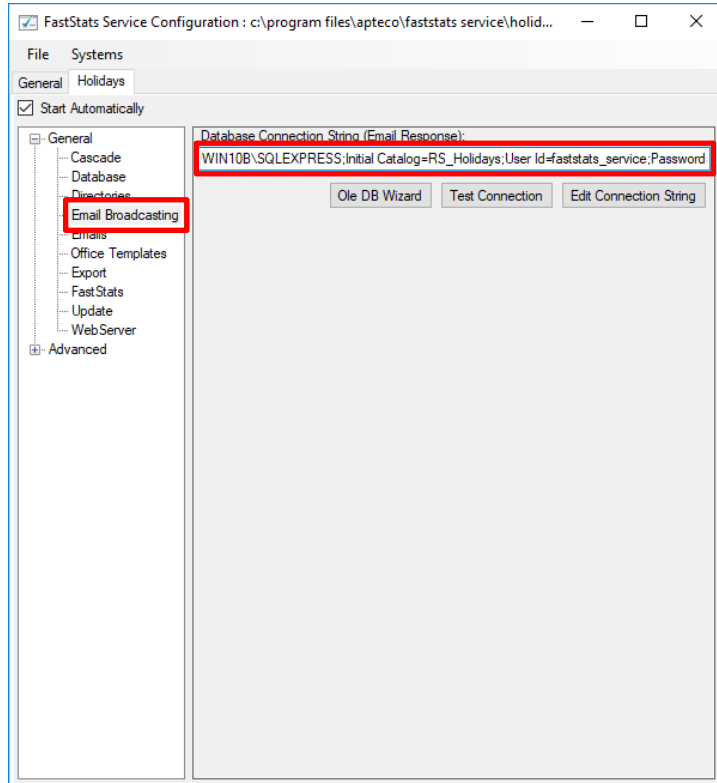 FastStats Service Configuration : c:\program files\apteco\faststats service\holid...
File Systems
General Holidays
Start Automatically
General
Cascade
Database
Directories
Email Broadcasting
Emails
Office Templates
Export
FastStats
Update
WebServer
Advanced
Database Connection String (Email Response):
WIN10B\SQLEXPRESS;Initial Catalog=RS_Holidays;User Id=faststats_service;Password:
Ole DB Wizard Test Connection Edit Connection String